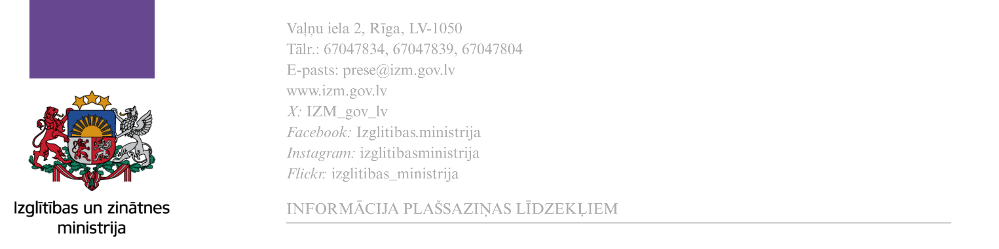 Izglītības un zinātnes
ministrija
Vaļņu iela 2, Rīga, LV-1050
Tālr.: 67047834, 67047839, 67047804
E-pasts: prese@izm.gov.lv
www.izm.gov.lv
X: IZM_gov_lv
Facebook: Izglitibas.ministrija
Instagram: izglitibasministrija
Flickr: izglitibas_ministrija
INFORMĀCIJA PLAŠSAZIŅAS LĪDZEKĻIEM